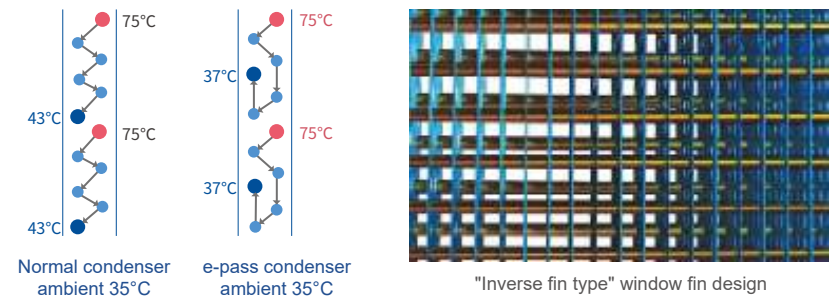 75°C
43°C
75°C
43°C
Normal condenser
ambient 35°C
75°C
37°C
75°C
37°C
e-pass condenser
ambient 35°C
"Inverse fin type" window fin design